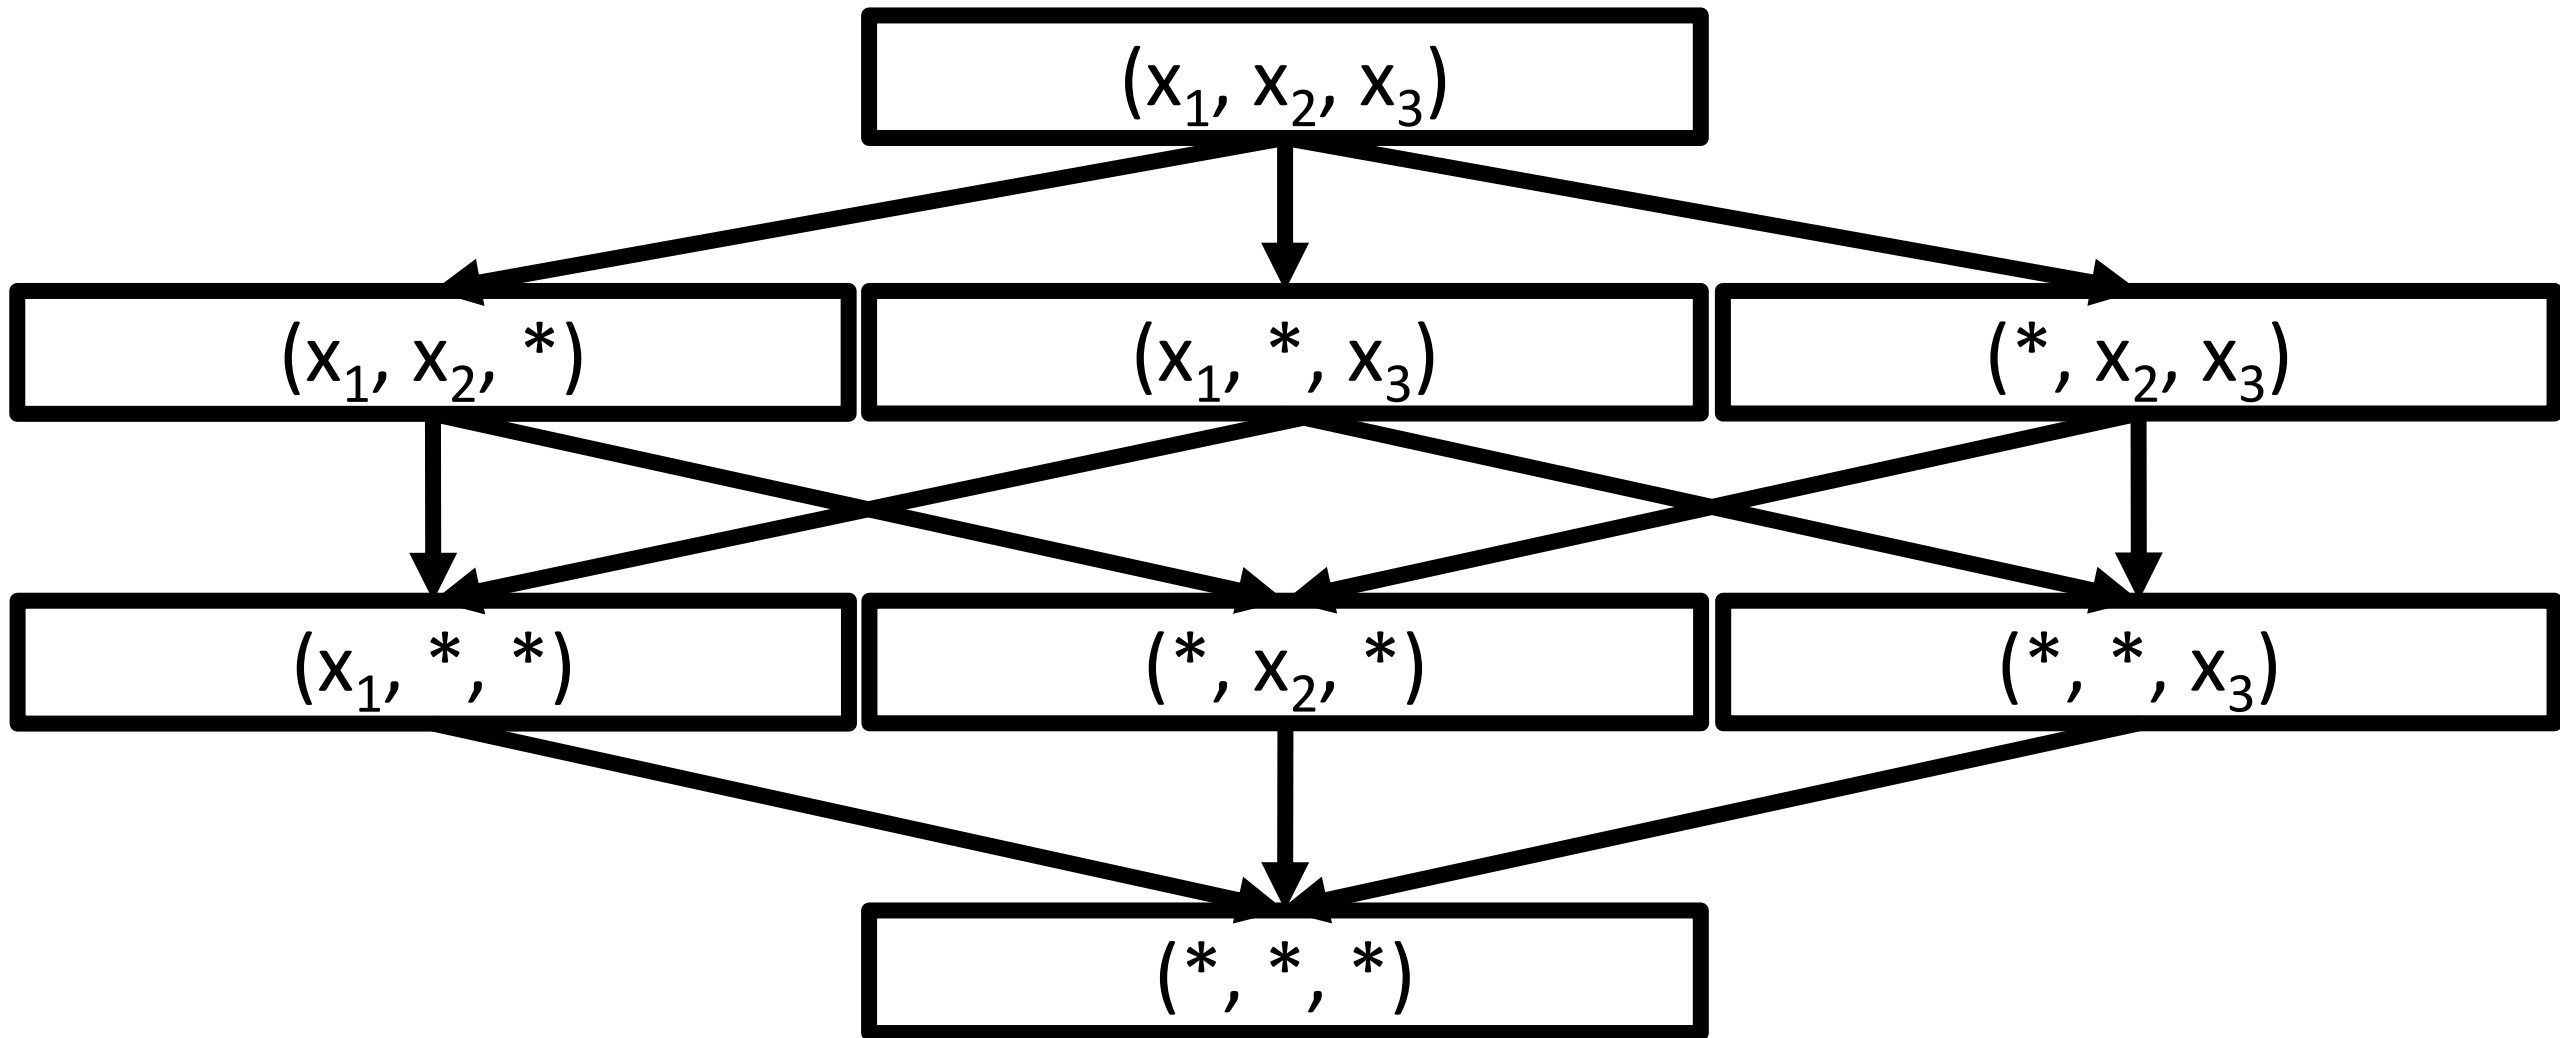 (x₁, x₂, x₃)
(x₁, x₂, *)
(x₁, *, x₃)
(*, x₂, x₃)
(x₁, *, *)
(*, x₂, *)
(*, *, x₃)
(*, *, *)